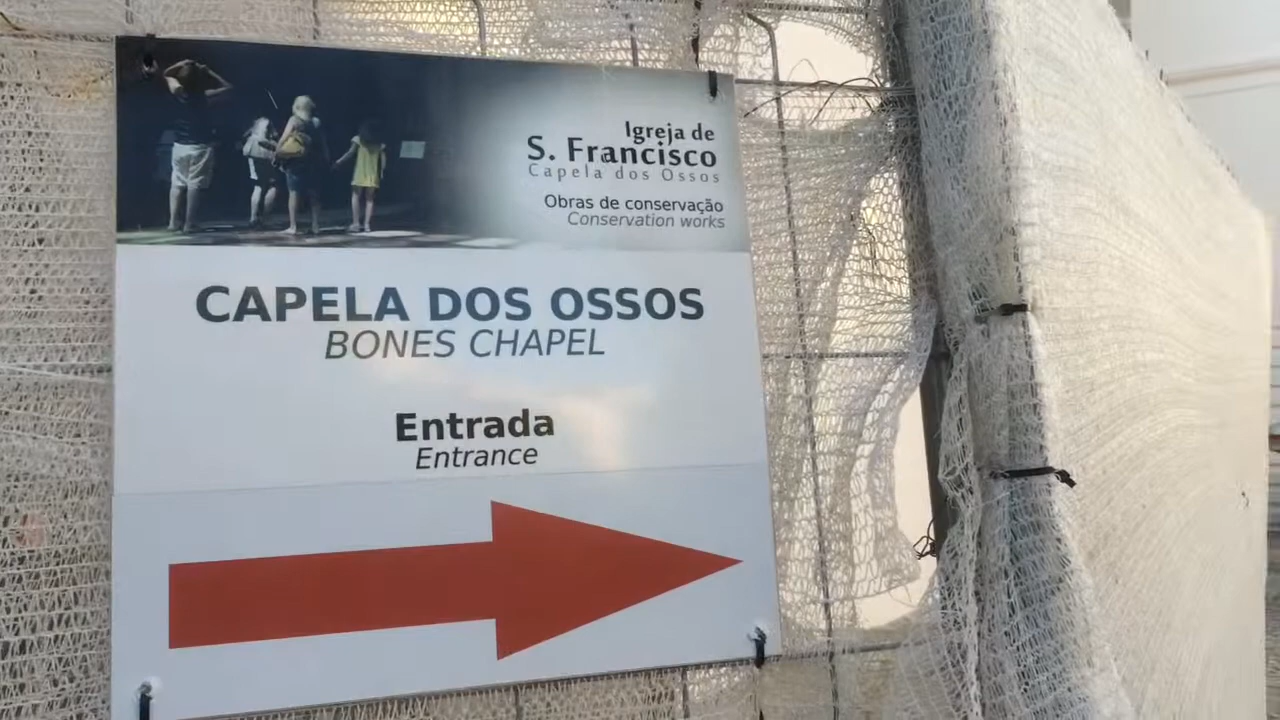 Igreja de
S. Francisco
Capela dos Ossos
Obras de conservação
Conservation works
CAPELA DOS OSSOS
BONES CHAPEL
Entrada
Entrance